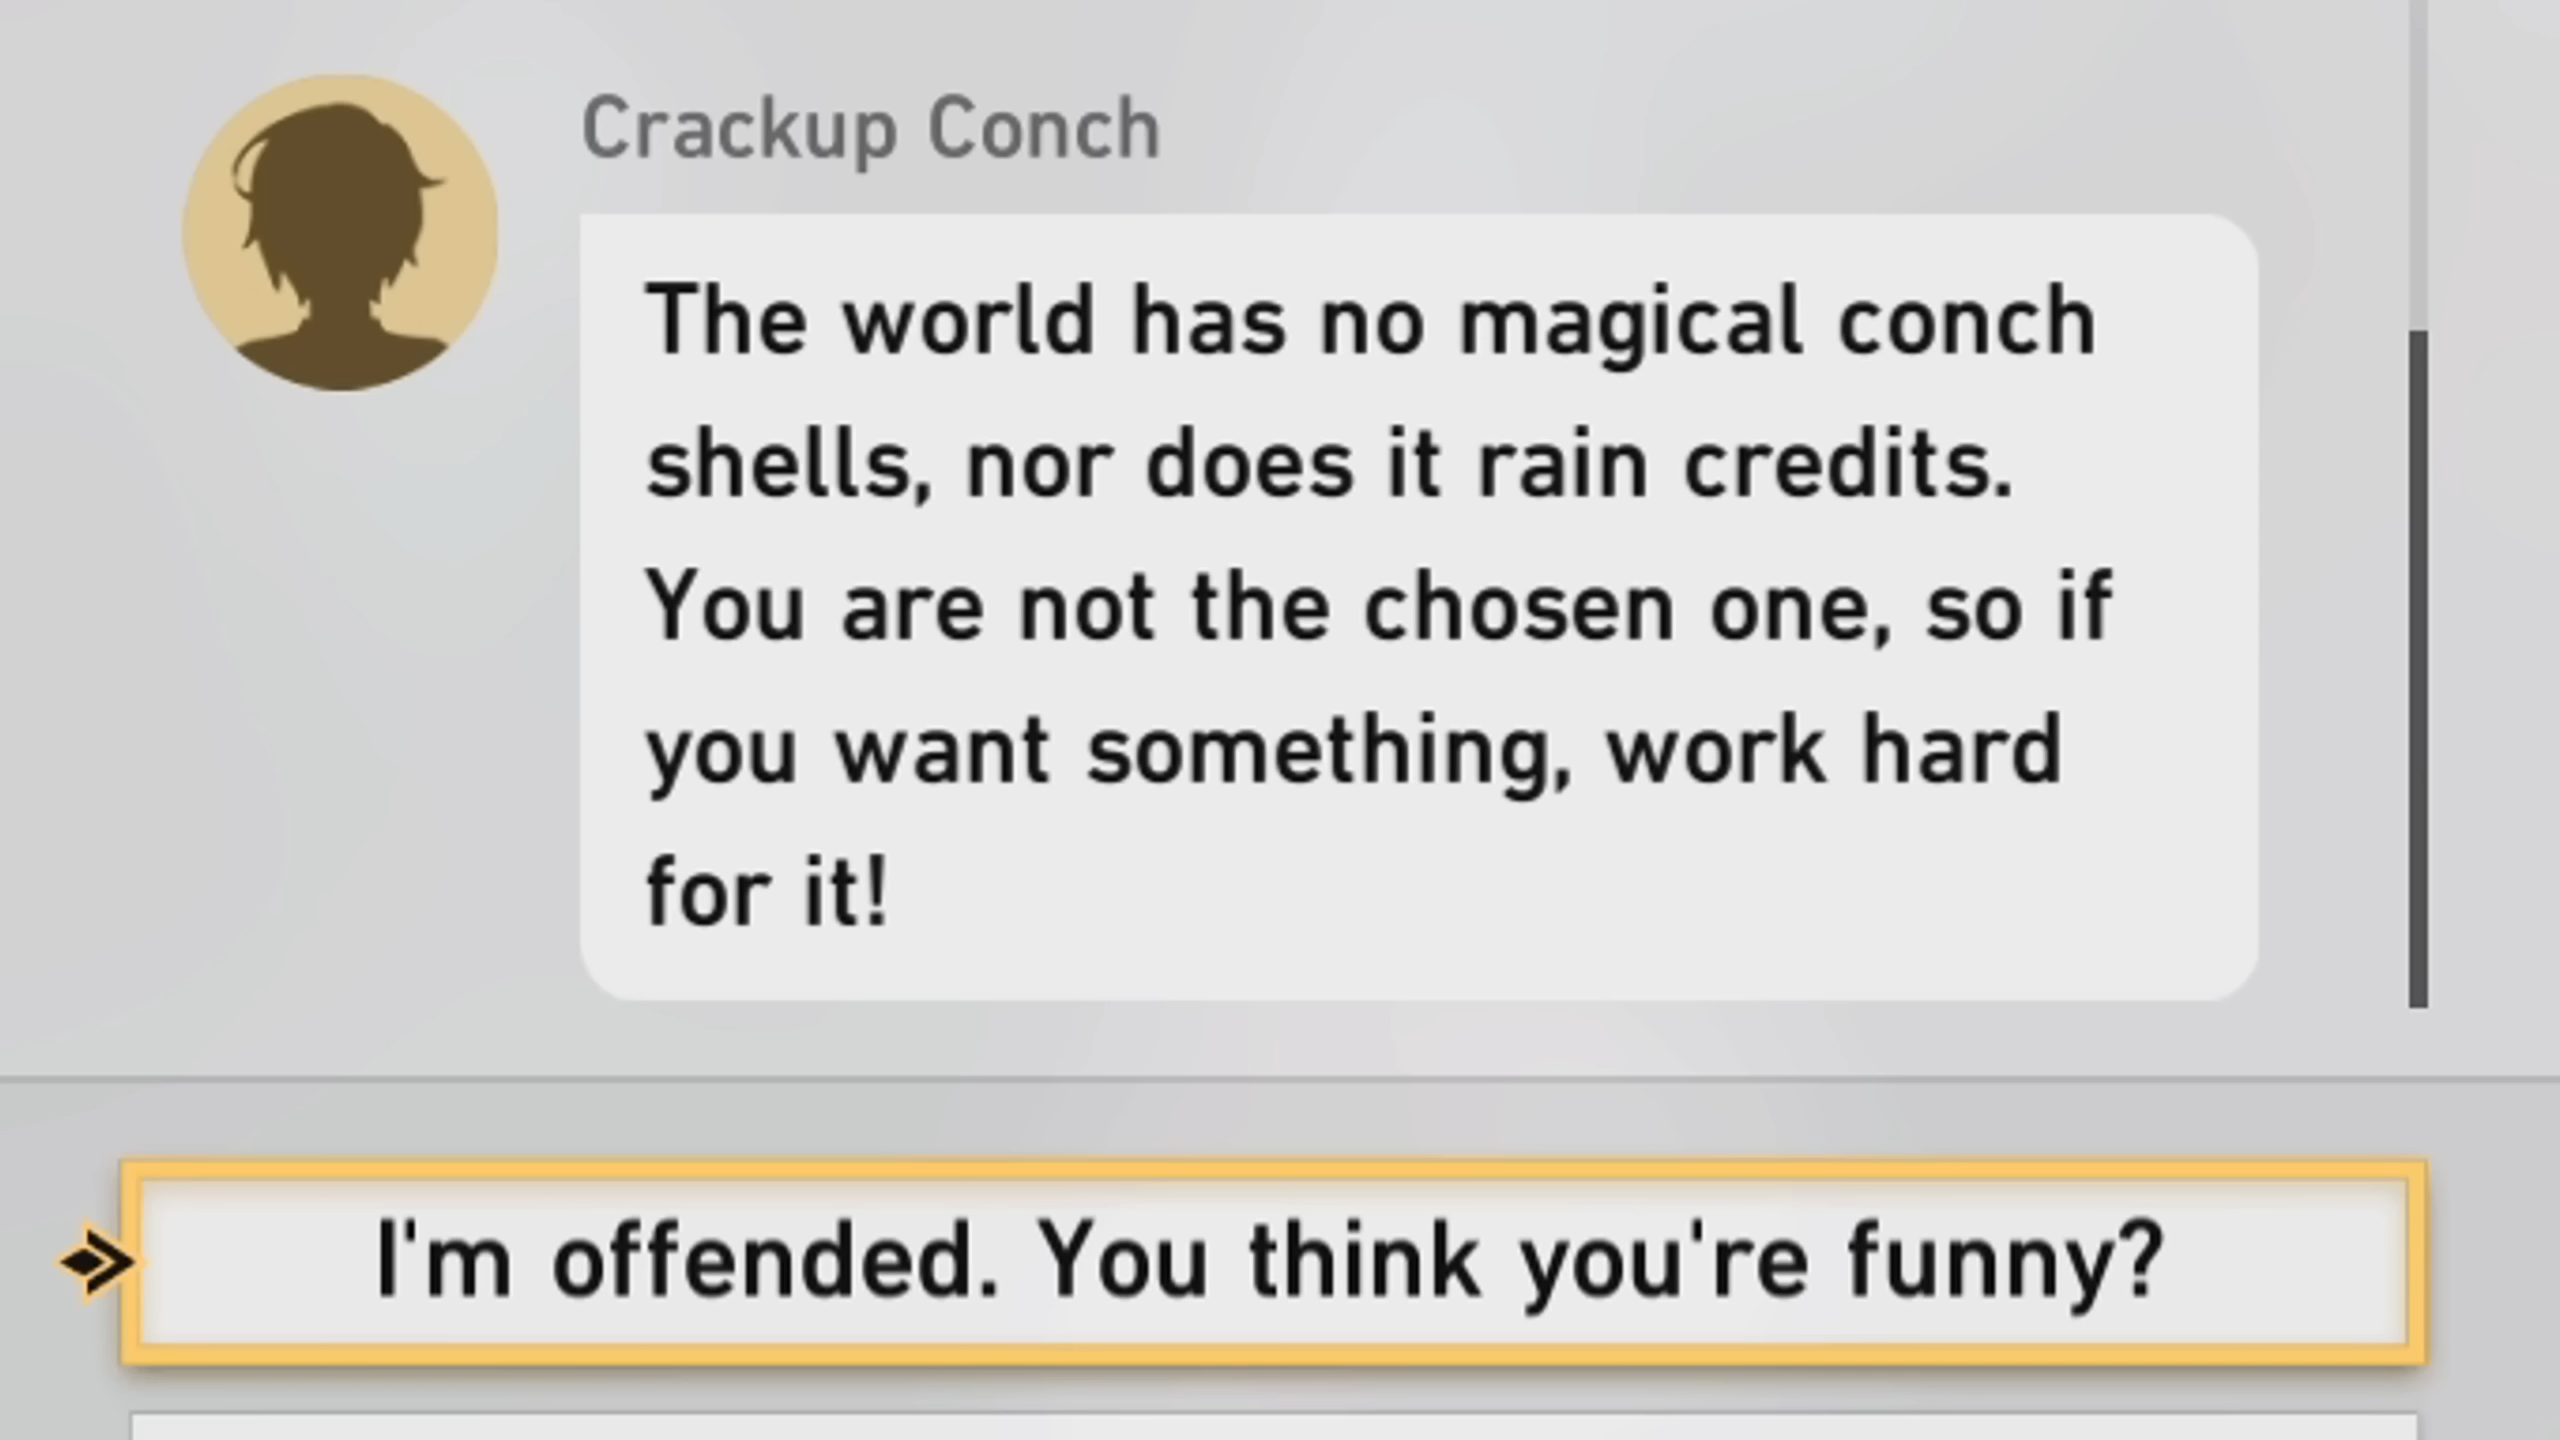 Crackup Conch
The world has no magical conch
shells, nor does it rain credits.
You are not the chosen one, so if
you want something, work hard
for it!
I'm offended. You think you're funny?